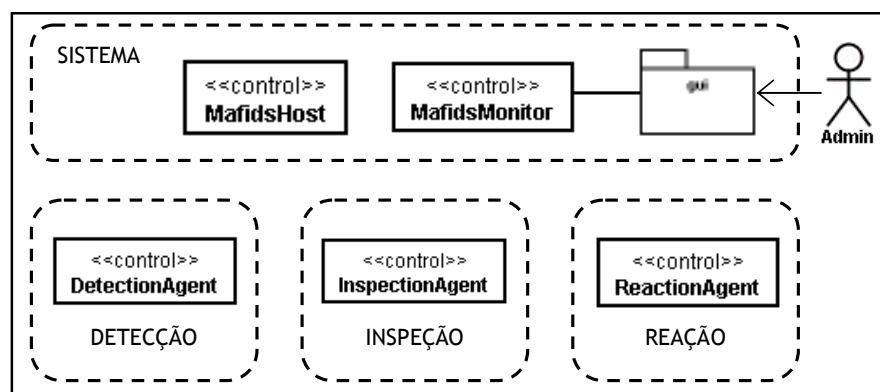 SISTEMA
<<control>>
MafidsHost
<<control>>
MafidsMonitor
gui
Admin
<<control>>
DetectionAgent
DETECÇÃO
<<control>>
InspectionAgent
INSPEÇÃO
<<control>>
ReactionAgent
REAÇÃO